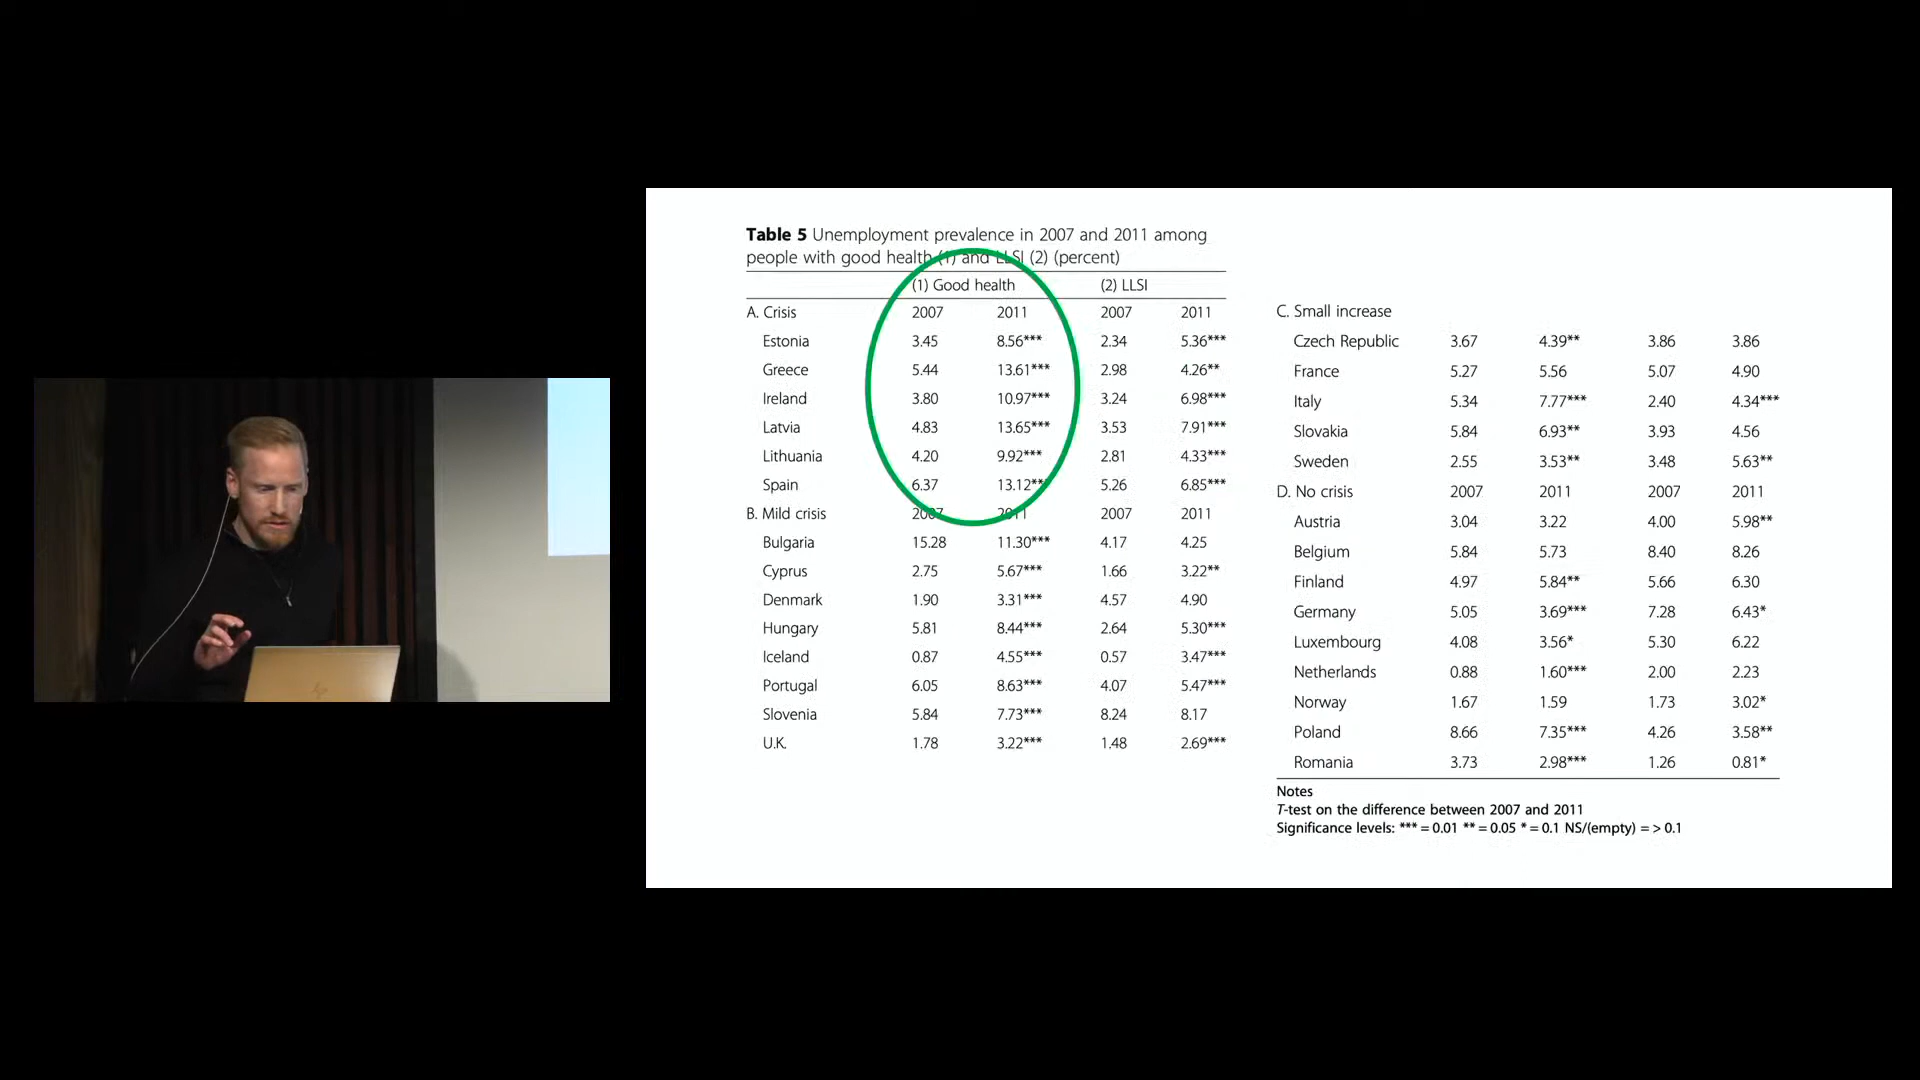 Table 5 Unemployment prevalence in 2007 and 2011 among
people with good health (1) and LLSI (2) (percent)
(1) Good health (2) LLSI
A. Crisis 2007 2011 2007 2011
Estonia 3.45 8.56*** 2.34 5.36***
Greece 5.44 13.61*** 2.98 4.26**
Ireland 3.80 10.97*** 3.24 6.98***
Latvia 4.83 13.65*** 3.53 7.91***
Lithuania 4.20 9.92*** 2.81 4.33***
Spain 6.37 13.12*** 5.26 6.85***
B. Mild crisis 2007 2011 2007 2011
Bulgaria 15.28 11.30*** 4.17 4.25
Cyprus 2.75 5.67*** 1.66 3.22**
Denmark 1.90 3.31*** 4.57 4.90
Hungary 5.81 8.44*** 2.64 5.30***
Iceland 0.87 4.55*** 0.57 3.47***
Portugal 6.05 8.63*** 4.07 5.47***
Slovenia 5.84 7.73*** 8.24 8.17
U.K. 1.78 3.22*** 1.48 2.69***
C. Small increase
Czech Republic 3.67 4.39** 3.86 3.86
France 5.27 5.56 5.07 4.90
Italy 5.34 7.77*** 2.40 4.34***
Slovakia 5.84 6.93** 3.93 4.56
Sweden 2.55 3.53** 3.48 5.63**
D. No crisis 2007 2011 2007 2011
Austria 3.04 3.22 4.00 5.98**
Belgium 5.84 5.73 8.40 8.26
Finland 4.97 5.84** 5.66 6.30
Germany 5.05 3.69*** 7.28 6.43*
Luxembourg 4.08 3.56* 5.30 6.22
Netherlands 0.88 1.60*** 2.00 2.23
Norway 1.67 1.59 1.73 3.02*
Poland 8.66 7.35*** 4.26 3.58**
Romania 3.73 2.98*** 1.26 0.81*
Notes
T-test on the difference between 2007 and 2011
Significance levels: *** = 0.01 ** = 0.05 * = 0.1 NS/(empty) = > 0.1